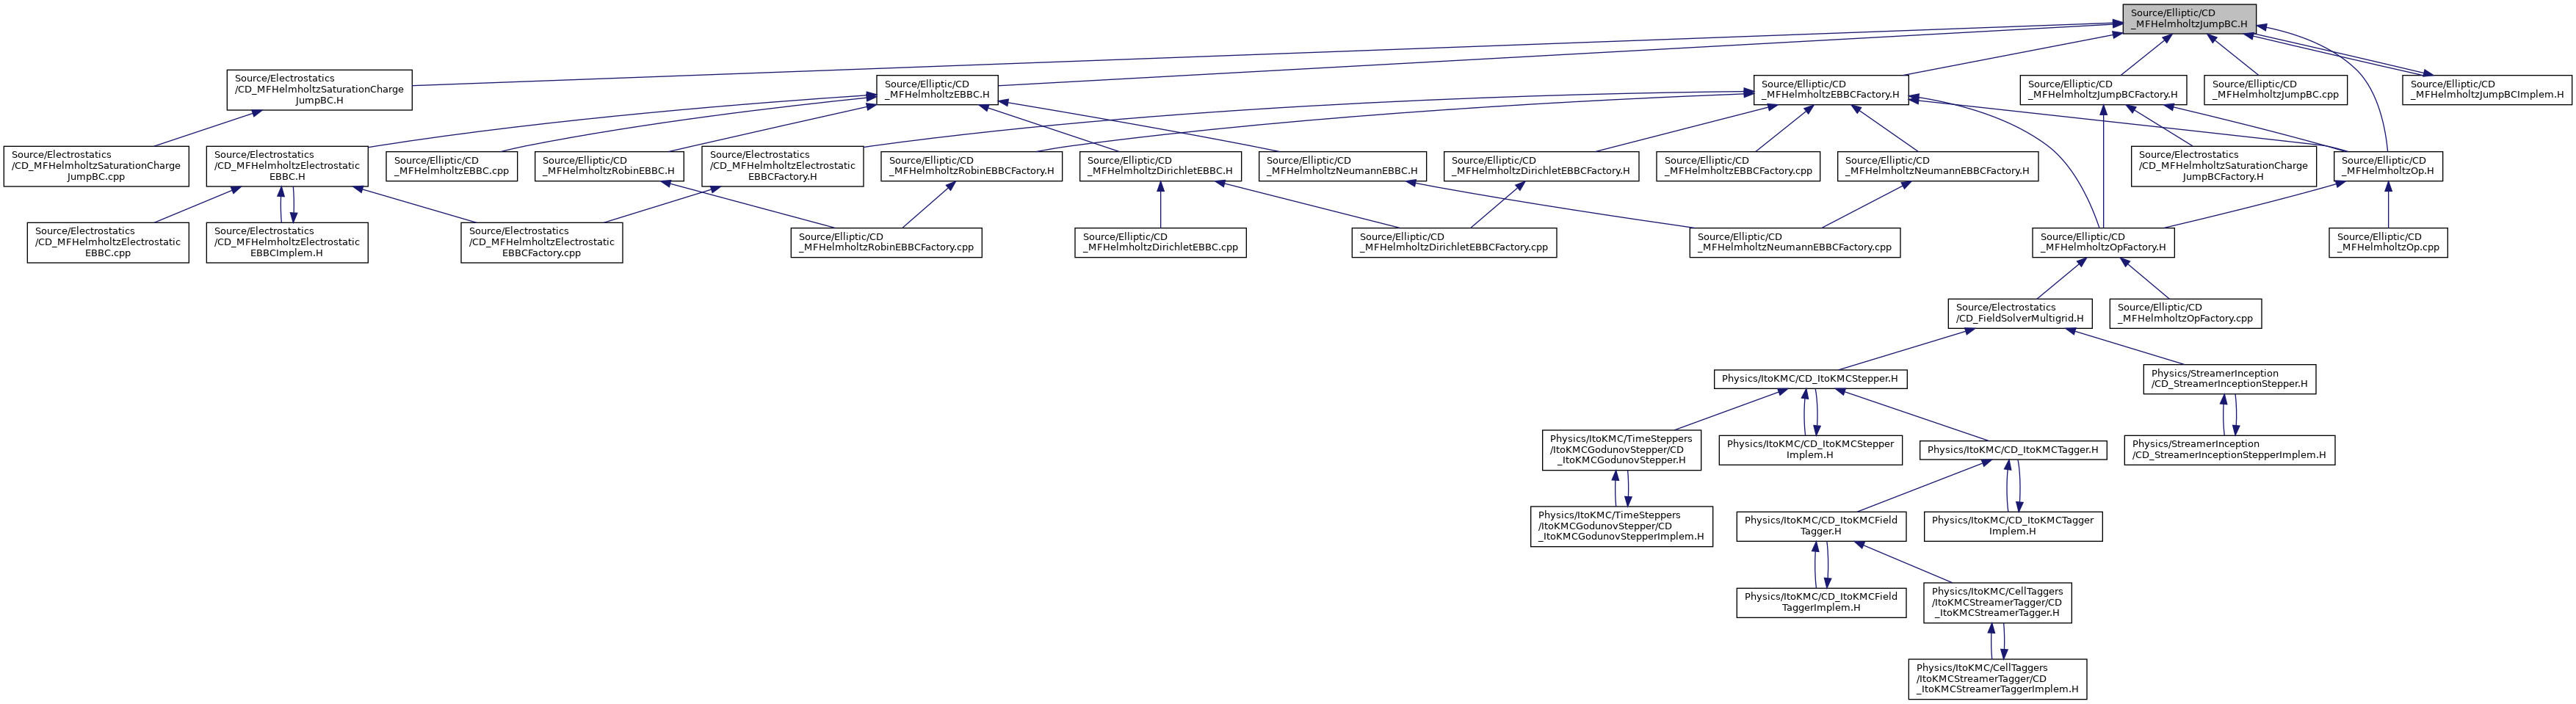 Source/Elliptic/CD
_MFHelmholtzJumpBC.H
Source/Electrostatics
/CD_MFHelmholtzSaturationCharge
JumpBC.H
Source/Elliptic/CD
_MFHelmholtzEBBC.H
Source/Elliptic/CD
_MFHelmholtzEBBCFactory.H
Source/Elliptic/CD
_MFHelmholtzJumpBCFactory.H
Source/Elliptic/CD
_MFHelmholtzJumpBC.cpp
Source/Elliptic/CD
_MFHelmholtzJumpBCImplem.H
Source/Electrostatics
/CD_MFHelmholtzSaturationCharge
JumpBC.cpp
Source/Electrostatics
/CD_MFHelmholtzElectrostatic
EBBC.H
Source/Elliptic/CD
_MFHelmholtzEBBC.cpp
Source/Elliptic/CD
_MFHelmholtzRobinEBBC.H
Source/Electrostatics
/CD_MFHelmholtzElectrostatic
EBBCFactory.H
Source/Elliptic/CD
_MFHelmholtzRobinEBBCFactory.H
Source/Elliptic/CD
_MFHelmholtzDirichletEBBC.H
Source/Elliptic/CD
_MFHelmholtzNeumannEBBC.H
Source/Elliptic/CD
_MFHelmholtzDirichletEBBCFactory.H
Source/Elliptic/CD
_MFHelmholtzEBBCFactory.cpp
Source/Elliptic/CD
_MFHelmholtzNeumannEBBCFactory.H
Source/Electrostatics
/CD_MFHelmholtzSaturationCharge
JumpBCFactory.H
Source/Elliptic/CD
_MFHelmholtzOp.H
Source/Electrostatics
/CD_MFHelmholtzElectrostatic
EBBC.cpp
Source/Electrostatics
/CD_MFHelmholtzElectrostatic
EBBCImplem.H
Source/Electrostatics
/CD_MFHelmholtzElectrostatic
EBBCFactory.cpp
Source/Elliptic/CD
_MFHelmholtzRobinEBBCFactory.cpp
Source/Elliptic/CD
_MFHelmholtzDirichletEBBC.cpp
Source/Elliptic/CD
_MFHelmholtzDirichletEBBCFactory.cpp
Source/Elliptic/CD
_MFHelmholtzNeumannEBBCFactory.cpp
Source/Elliptic/CD
_MFHelmholtzOpFactory.H
Source/Elliptic/CD
_MFHelmholtzOp.cpp
Source/Electrostatics
/CD_FieldSolverMultigrid.H
Source/Elliptic/CD
_MFHelmholtzOpFactory.cpp
Physics/ItoKMC/CD_ItoKMCStepper.H
Physics/StreamerInception
/CD_StreamerInceptionStepper.H
Physics/ItoKMC/TimeSteppers
/ItoKMCGodunovStepper/CD
_ItoKMCGodunovStepper.H
Physics/ItoKMC/CD_ItoKMCStepper
Implem.H
Physics/ItoKMC/CD_ItoKMCTagger.H
Physics/StreamerInception
/CD_StreamerInceptionStepperImplem.H
Physics/ItoKMC/TimeSteppers
/ItoKMCGodunovStepper/CD
_ItoKMCGodunovStepperImplem.H
Physics/ItoKMC/CD_ItoKMCField
Tagger.H
Physics/ItoKMC/CD_ItoKMCTagger
Implem.H
Physics/ItoKMC/CD_ItoKMCField
TaggerImplem.H
Physics/ItoKMC/CellTaggers
/ItoKMCStreamerTagger/CD
_ItoKMCStreamerTagger.H
Physics/ItoKMC/CellTaggers
/ItoKMCStreamerTagger/CD
_ItoKMCStreamerTaggerImplem.H